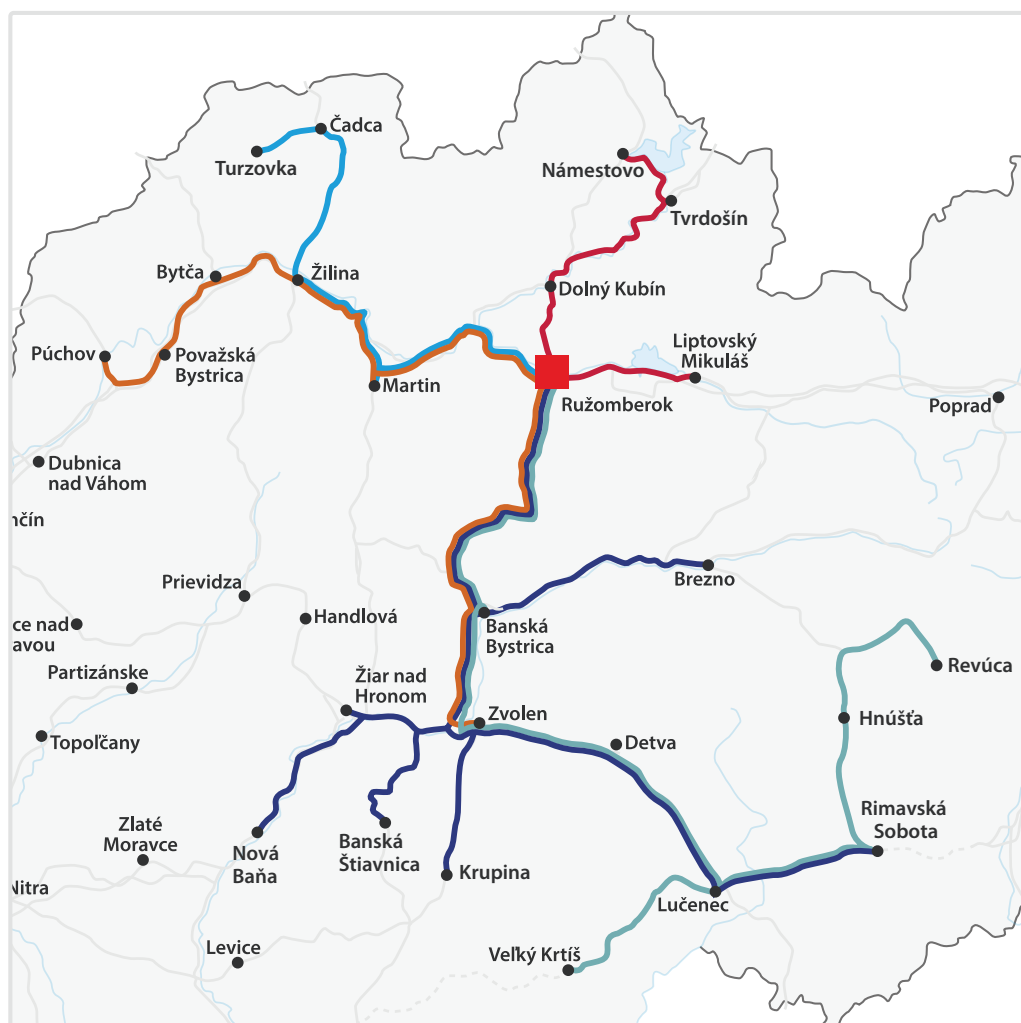 Čadca
Turzovka
Námestovo
Tvrdošín
Bytča
Žilina
Dolný Kubín
Púchov
Považská
Bystrica
Liptovský
Mikuláš
Martin
Ružomberok
Poprad
Dubnica
nad Váhom
nčín
Prievidza
Brezno
Handlová
Banská
Bystrica
ce nad
avou
Partizánske
Žiar nad
Hronom
Revúca
Zvolen
Hnúšťa
Topoľčany
Detva
Zlaté
Moravce
Nová
Baňa
Banská
Štiavnica
Rimavská
Sobota
Krupina
Nitra
Lučenec
Levice
Veľký Krtíš